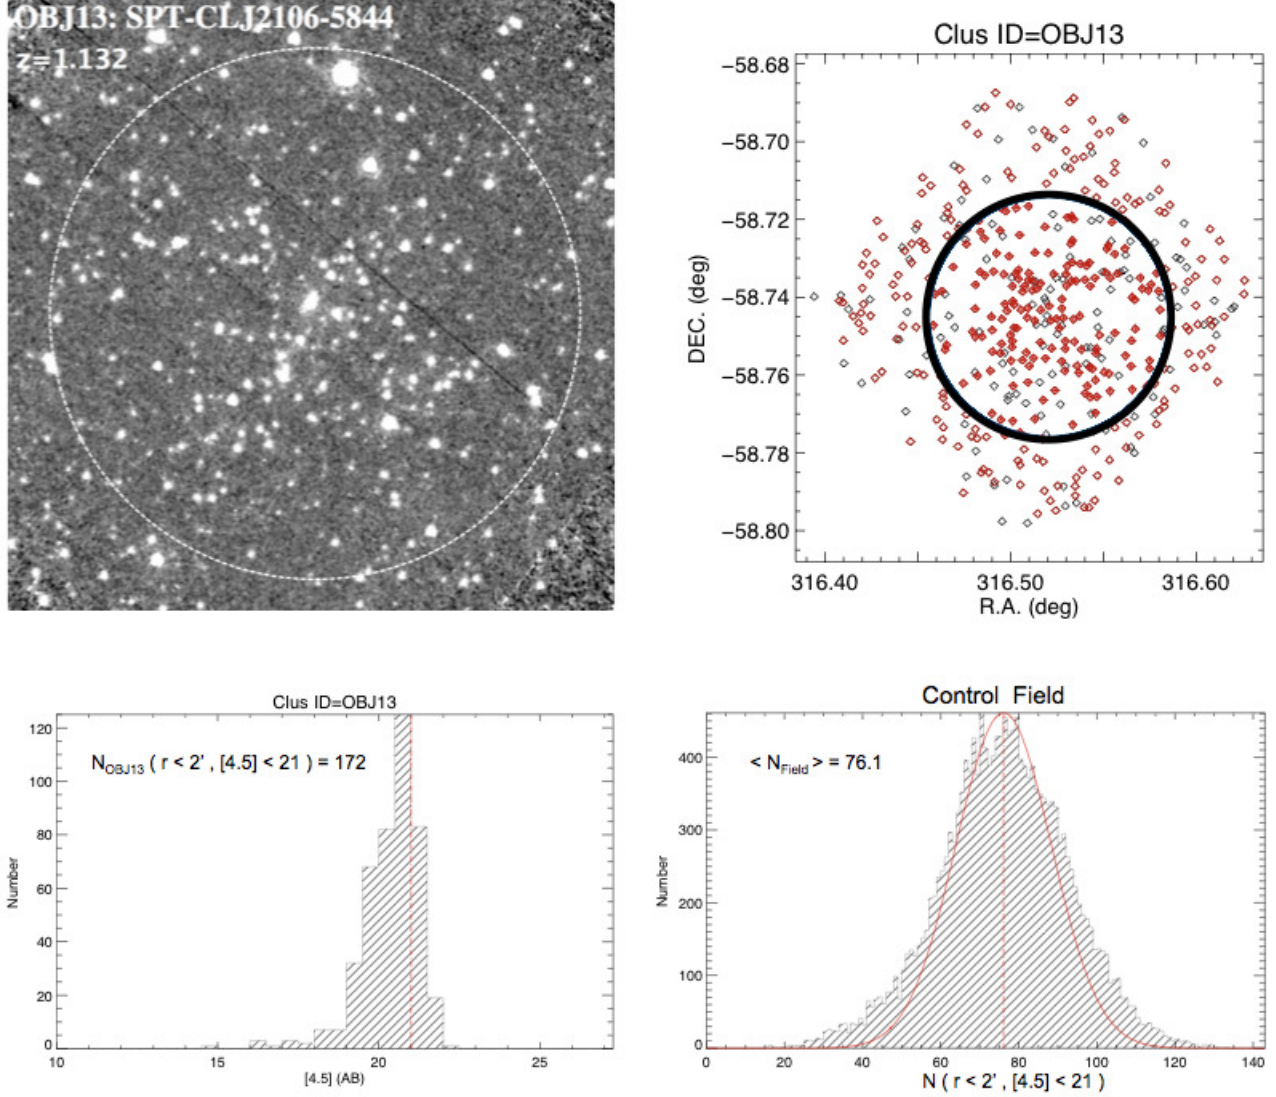 OBJ13: SPT-CLJ2106-5844
z=1.132
Clus ID=OBJ13
−58.68
−58.70
−58.72
−58.74
−58.76
−58.78
−58.80
DEC. (deg)
316.40 316.50 316.60
R.A. (deg)
Clus ID=OBJ13
N_OBJ13 ( r < 2' , [4.5] < 21 ) = 172
120
100
80
60
40
20
0
Number
10 15 20 25
[4.5] (AB)
Control Field
< N_Field > = 76.1
400
300
200
100
0
Number
0 20 40 60 80 100 120 140
N ( r < 2' , [4.5] < 21 )